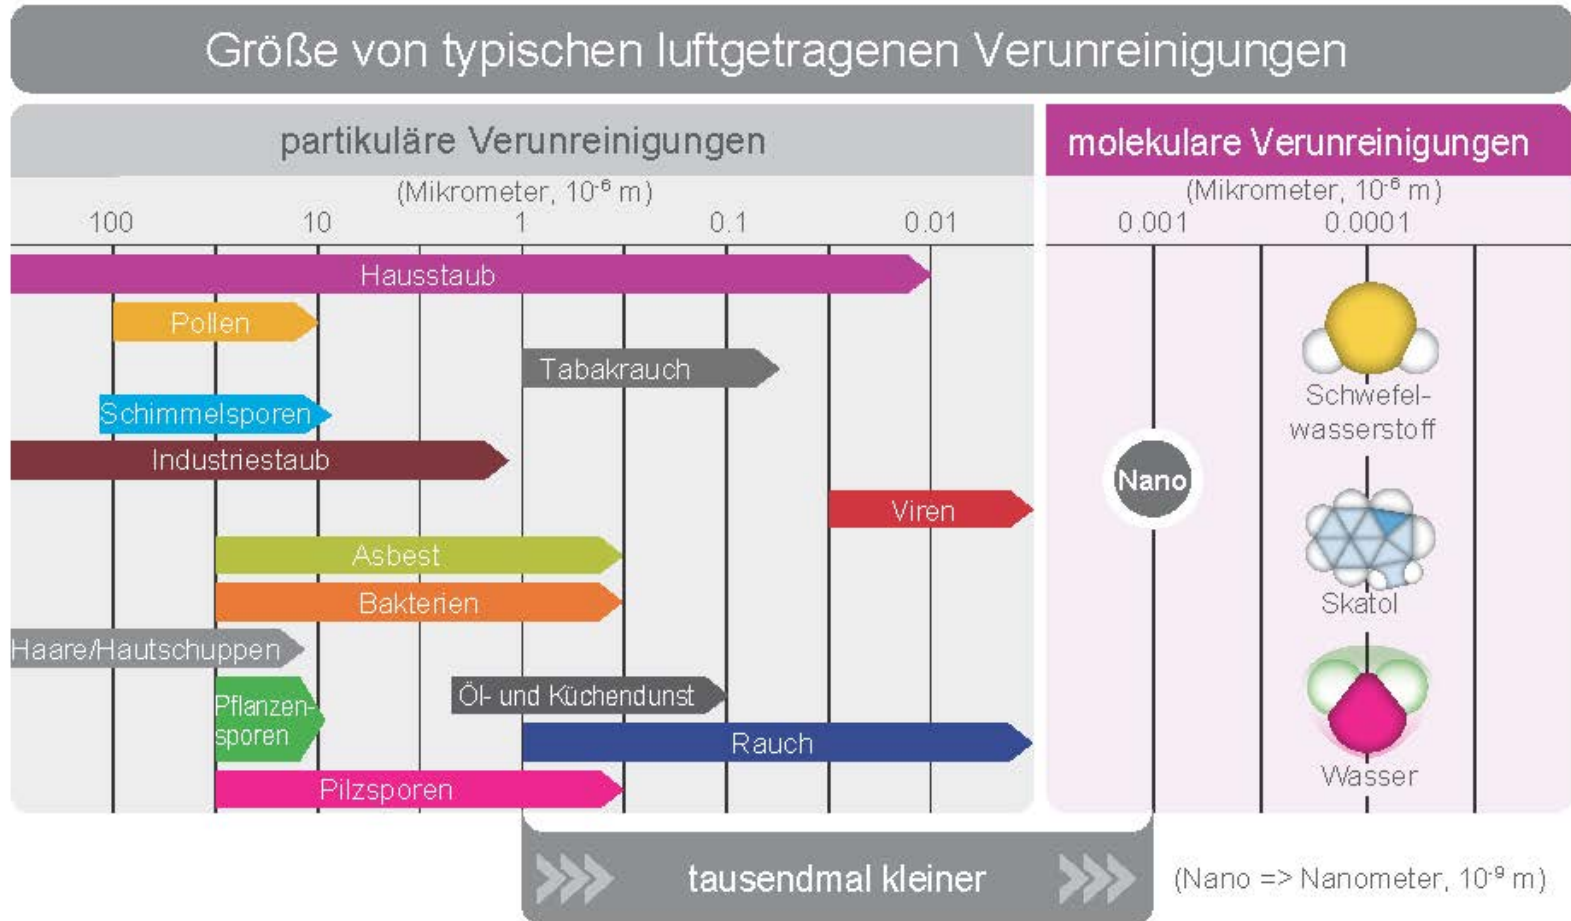 Größe von typischen luftgetragenen Verunreinigungen
partikuläre Verunreinigungen
(Mikrometer, 10⁻⁶ m)
100 10 1 0.1 0.01
molekulare Verunreinigungen
(Mikrometer, 10⁻⁶ m)
0.001 0.0001
Hausstaub
Pollen
Tabakrauch
Schimmelsporen
Industriestaub
Viren
Asbest
Bakterien
Haare/Hautschuppen
Öl- und Küchendunst
Pflanzen-
sporen
Rauch
Pilzsporen
Nano
Schwefel-
wasserstoff
Skatol
Wasser
tausendmal kleiner
(Nano => Nanometer, 10⁻⁹ m)